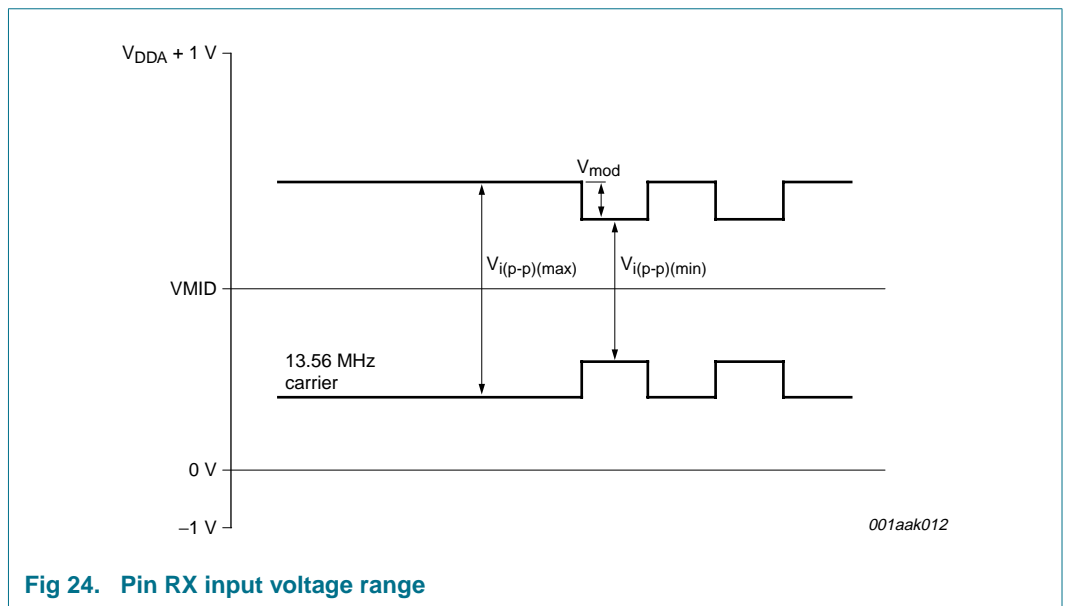 VDDA + 1 V
Vmod
Vi(p-p)(max)
Vi(p-p)(min)
VMID
13.56 MHz
carrier
0 V
−1 V
001aak012
Fig 24. Pin RX input voltage range